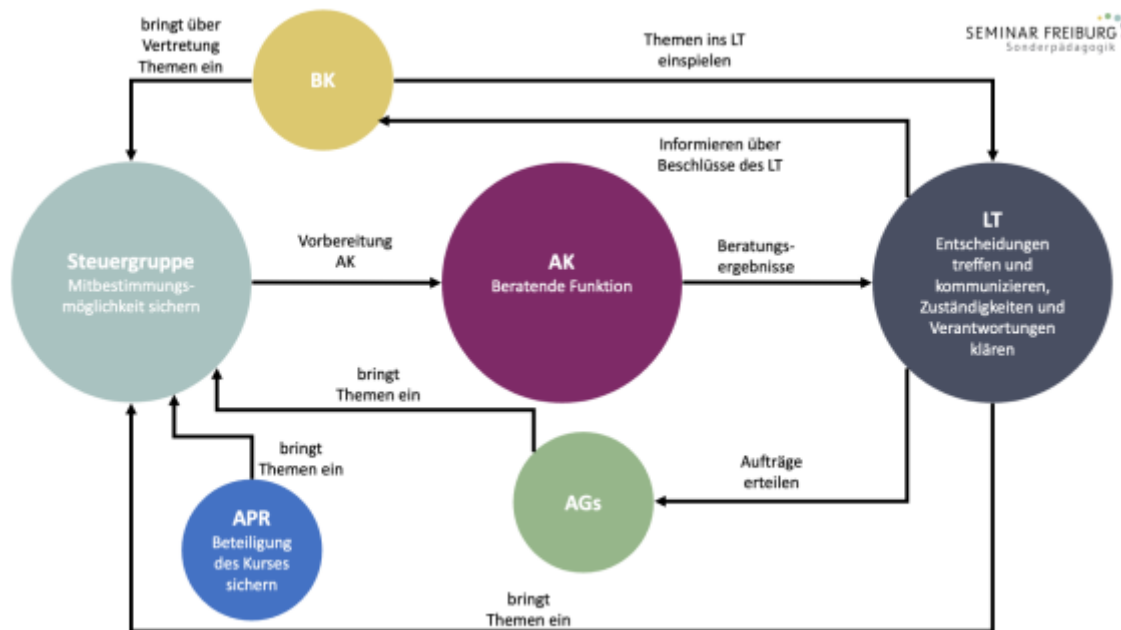 bringt über
Vertretung
Themen ein
BK
Themen ins LT
einspielen
SEMINAR FREIBURG
Sonderpädagogik
Informieren über
Beschlüsse des LT
Steuergruppe
Mitbestimmungs-
möglichkeit sichern
Vorbereitung
AK
AK
Beratende Funktion
Beratungs-
ergebnisse
LT
Entscheidungen
treffen und
kommunizieren,
Zuständigkeiten und
Verantwortungen
klären
bringt
Themen ein
bringt
Themen ein
APR
Beteiligung
des Kurses
sichern
AGs
Aufträge
erteilen
bringt
Themen ein